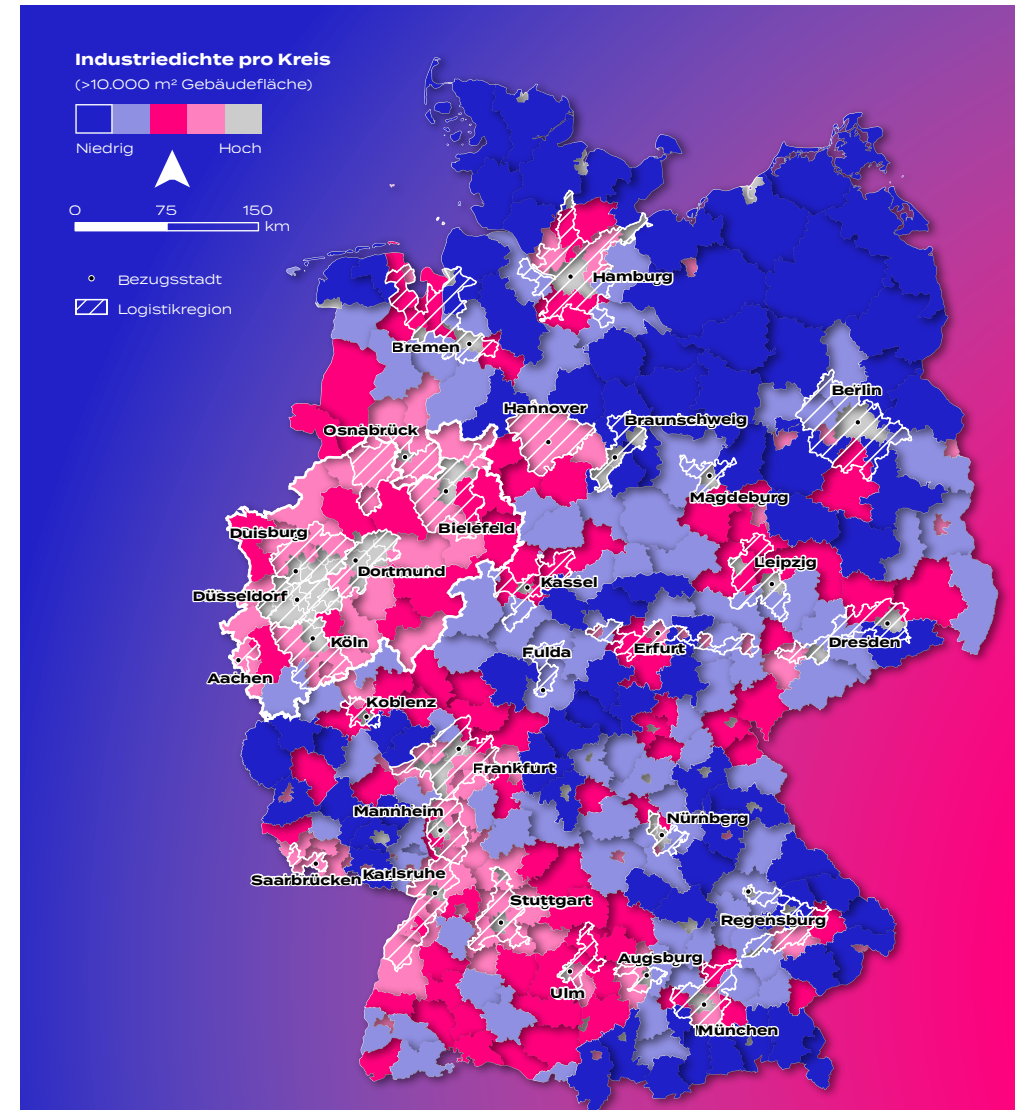 Industriedichte pro Kreis
(>10.000 m² Gebäudefläche)
Niedrig Hoch
0 75 150
km
Bezugsstadt
Logistikregion
Hamburg
Bremen
Berlin
Hannover
Braunschweig
Osnabrück
Magdeburg
Bielefeld
Duisburg
Leipzig
Dortmund
Kassel
Düsseldorf
Köln
Erfurt
Dresden
Fulda
Aachen
Koblenz
Frankfurt
Mannheim
Nürnberg
Saarbrücken
Karlsruhe
Stuttgart
Regensburg
Augsburg
Ulm
München